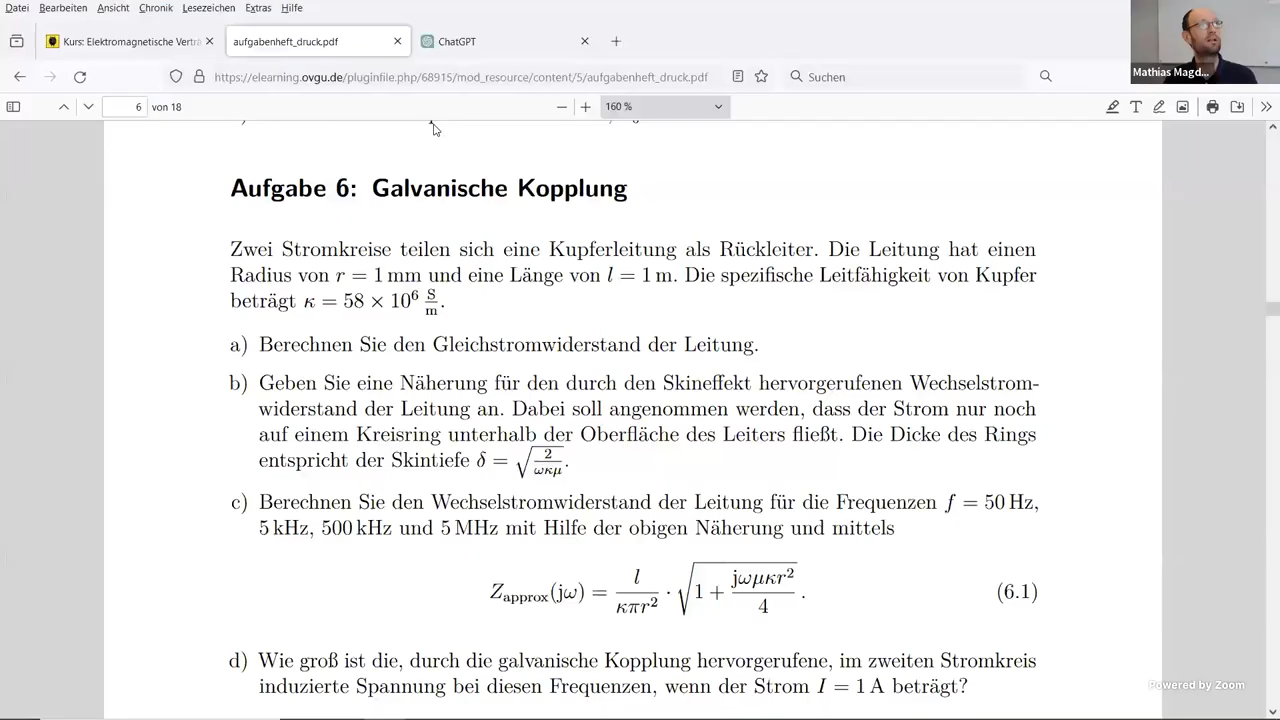 Datei Bearbeiten Ansicht Chronik Lesezeichen Extras Hilfe
Kurs: Elektromagnetische Verträ
aufgabenheft_druck.pdf
ChatGPT
https://elearning.ovgu.de/pluginfile.php/68915/mod_resource/content/5/aufgabenheft_druck.pdf
Suchen
Mathias Magd...
6 von 18
160 %
Aufgabe 6: Galvanische Kopplung
Zwei Stromkreise teilen sich eine Kupferleitung als Rückleiter. Die Leitung hat einen
Radius von r = 1 mm und eine Länge von l = 1 m. Die spezifische Leitfähigkeit von Kupfer
beträgt κ = 58 × 10⁶ S/m.
a) Berechnen Sie den Gleichstromwiderstand der Leitung.
b) Geben Sie eine Näherung für den durch den Skineffekt hervorgerufenen Wechselstrom-
widerstand der Leitung an. Dabei soll angenommen werden, dass der Strom nur noch
auf einem Kreisring unterhalb der Oberfläche des Leiters fließt. Die Dicke des Rings
entspricht der Skintiefe δ = √(2/(ωκμ)).
c) Berechnen Sie den Wechselstromwiderstand der Leitung für die Frequenzen f = 50 Hz,
5 kHz, 500 kHz und 5 MHz mit Hilfe der obigen Näherung und mittels
Z_approx(jω) = l/(κπr²) · √(1 + jωμκr²/4) . (6.1)
d) Wie groß ist die, durch die galvanische Kopplung hervorgerufene, im zweiten Stromkreis
induzierte Spannung bei diesen Frequenzen, wenn der Strom I = 1 A beträgt?
Powered by Zoom